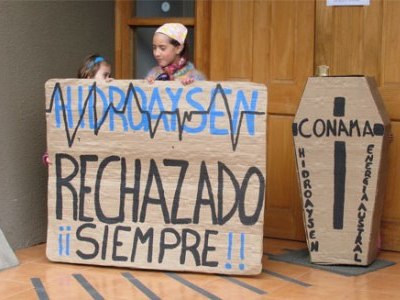 HIDROAYSEN
RECHAZADO
¡¡SIEMPRE!!
CONAMA
HIDROAYSEN
ENERGIA AUSTRAL